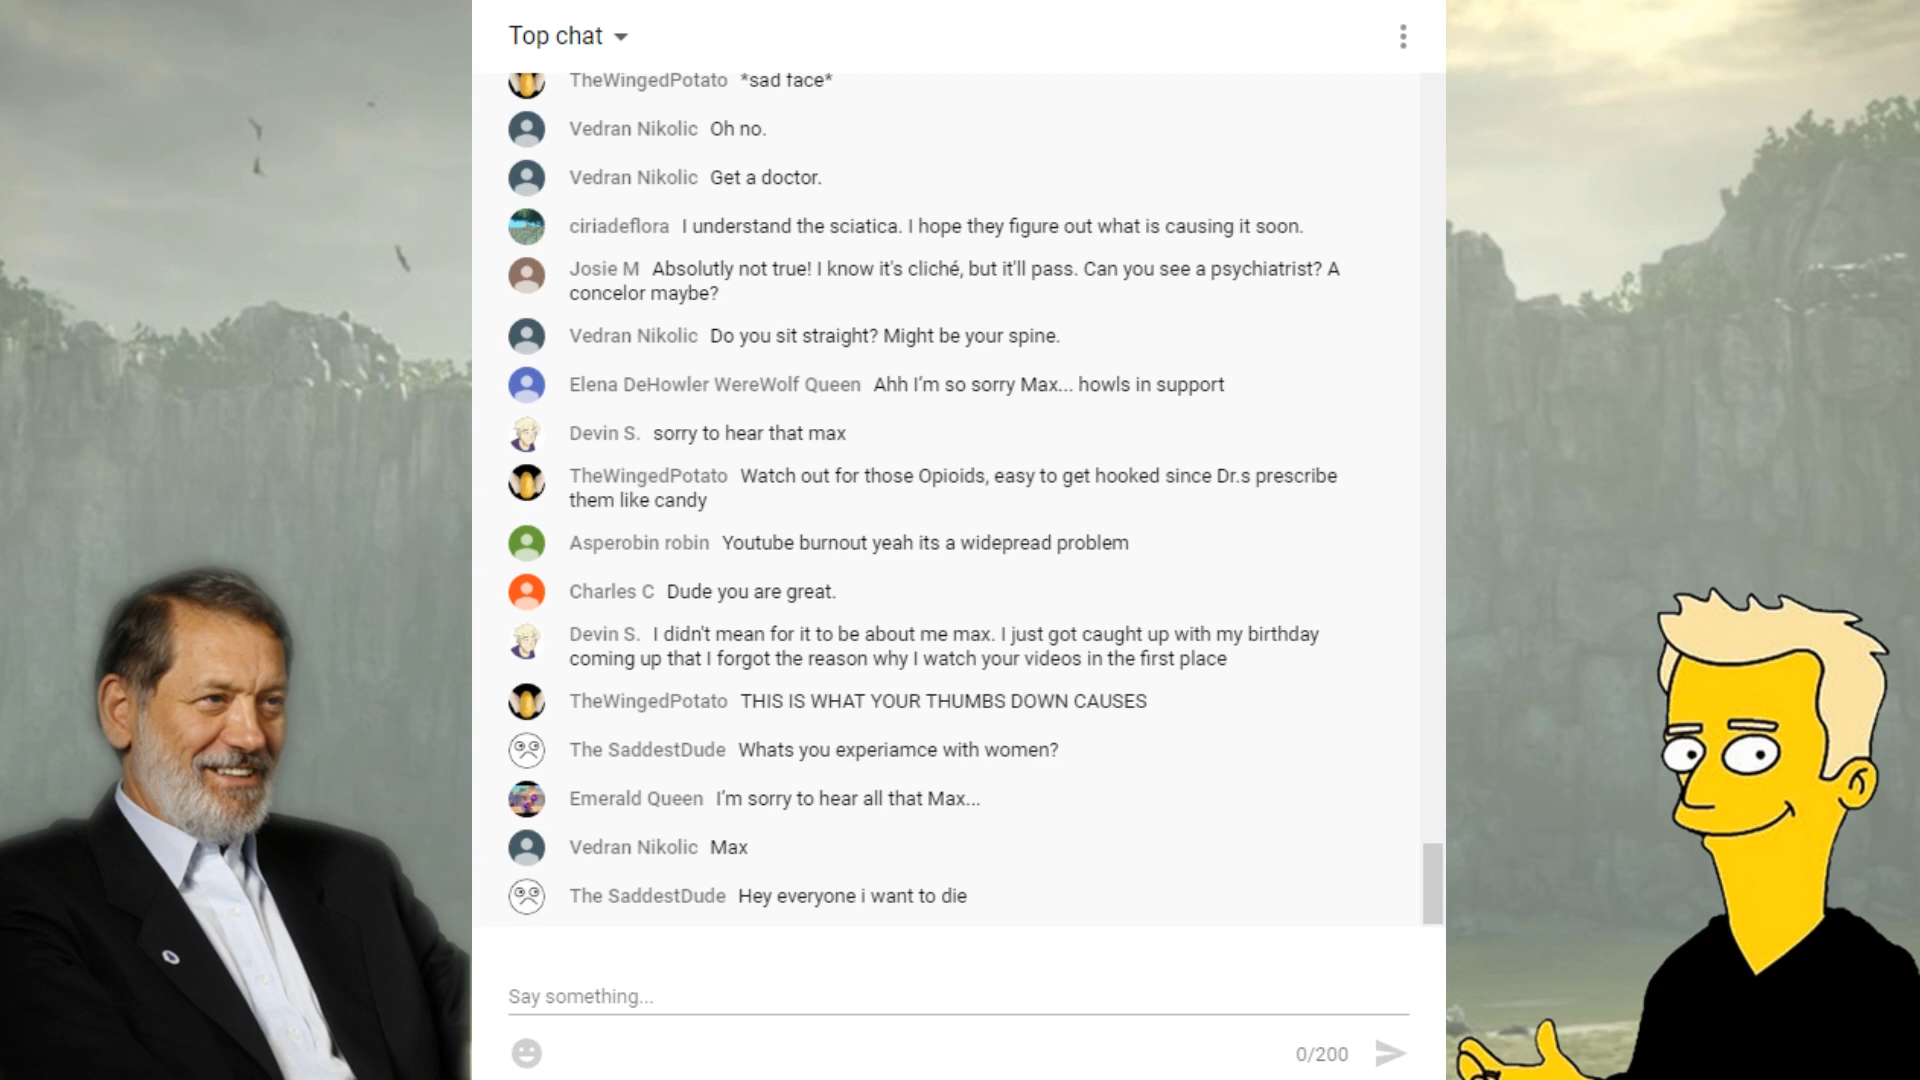 Top chat
TheWingedPotato *sad face*
Vedran Nikolic Oh no.
Vedran Nikolic Get a doctor.
ciriadeflora I understand the sciatica. I hope they figure out what is causing it soon.
Josie M Absolutly not true! I know it's cliché, but it'll pass. Can you see a psychiatrist? A
concelor maybe?
Vedran Nikolic Do you sit straight? Might be your spine.
Elena DeHowler WereWolf Queen Ahh I'm so sorry Max... howls in support
Devin S. sorry to hear that max
TheWingedPotato Watch out for those Opioids, easy to get hooked since Dr.s prescribe
them like candy
Asperobin robin Youtube burnout yeah its a widepread problem
Charles C Dude you are great.
Devin S. I didn't mean for it to be about me max. I just got caught up with my birthday
coming up that I forgot the reason why I watch your videos in the first place
TheWingedPotato THIS IS WHAT YOUR THUMBS DOWN CAUSES
The SaddestDude Whats you experiamce with women?
Emerald Queen I'm sorry to hear all that Max...
Vedran Nikolic Max
The SaddestDude Hey everyone i want to die
Say something...
0/200